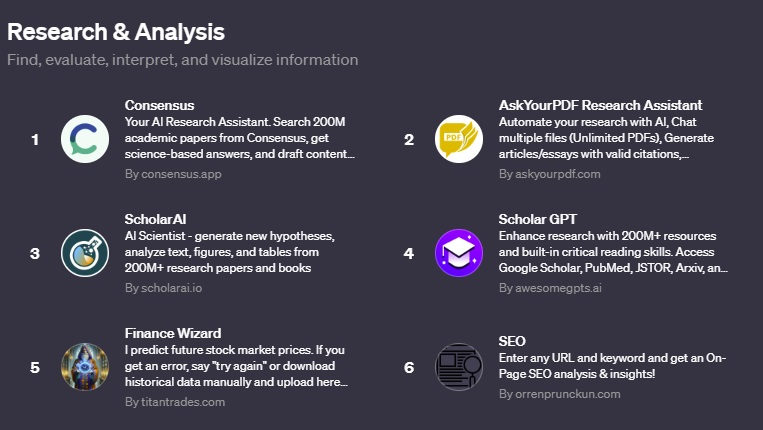 Research & Analysis
Find, evaluate, interpret, and visualize information
1
Consensus
Your AI Research Assistant. Search 200M
academic papers from Consensus, get
science-based answers, and draft content...
By consensus.app
2
PDF
AskYourPDF Research Assistant
Automate your research with AI, Chat
multiple files (Unlimited PDFs), Generate
articles/essays with valid citations,...
By askyourpdf.com
3
ScholarAI
AI Scientist - generate new hypotheses,
analyze text, figures, and tables from
200M+ research papers and books
By scholarai.io
4
Scholar GPT
Enhance research with 200M+ resources
and built-in critical reading skills. Access
Google Scholar, PubMed, JSTOR, Arxiv, an...
By awesomegpts.ai
5
Finance Wizard
I predict future stock market prices. If you
get an error, say "try again" or download
historical data manually and upload here...
By titantrades.com
6
SEO
Enter any URL and keyword and get an On-
Page SEO analysis & insights!
By orrenprunckun.com